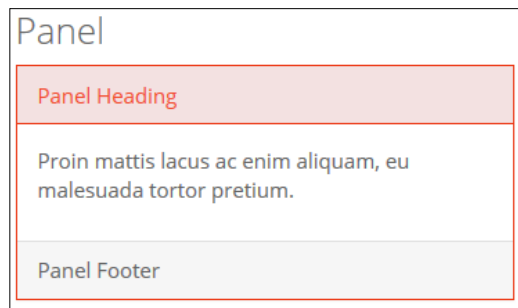 Panel
Panel Heading
Proin mattis lacus ac enim aliquam, eu
malesuada tortor pretium.
Panel Footer